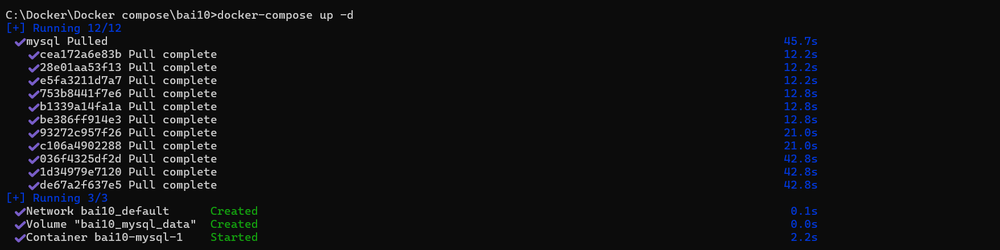 C:\Docker\Docker compose\bai10>docker-compose up -d
[+] Running 12/12
✔mysql Pulled 45.7s
✔cea172a6e83b Pull complete 12.2s
✔28e01aa53f13 Pull complete 12.2s
✔e5fa3211d7a7 Pull complete 12.2s
✔753b8441f7e6 Pull complete 12.8s
✔b1339a14fa1a Pull complete 12.8s
✔be386ff914e3 Pull complete 12.8s
✔93272c957f26 Pull complete 21.0s
✔c106a4902288 Pull complete 21.0s
✔036f4325df2d Pull complete 42.8s
✔1d34979e7120 Pull complete 42.8s
✔de67a2f637e5 Pull complete 42.8s
[+] Running 3/3
✔Network bai10_default Created 0.1s
✔Volume "bai10_mysql_data" Created 0.0s
✔Container bai10-mysql-1 Started 2.2s